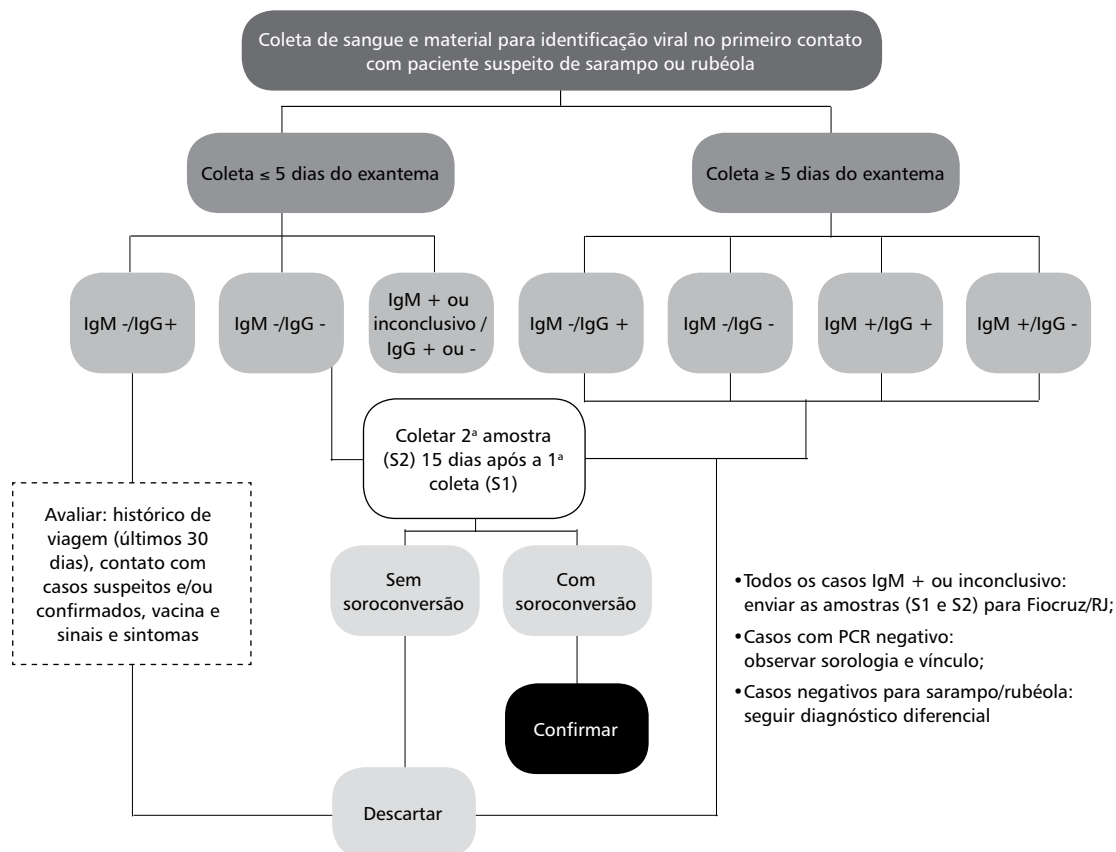 Coleta de sangue e material para identificação viral no primeiro contato
com paciente suspeito de sarampo ou rubéola
Coleta ≤ 5 dias do exantema
Coleta ≥ 5 dias do exantema
IgM -/IgG+
IgM -/IgG -
IgM + ou
inconclusivo /
IgG + ou -
IgM -/IgG +
IgM -/IgG -
IgM +/IgG +
IgM +/IgG -
Coletar 2ª amostra
(S2) 15 dias após a 1ª
coleta (S1)
Avaliar: histórico de
viagem (últimos 30
dias), contato com
casos suspeitos e/ou
confirmados, vacina e
sinais e sintomas
Sem
soroconversão
Com
soroconversão
Confirmar
Descartar
•Todos os casos IgM + ou inconclusivo:
enviar as amostras (S1 e S2) para Fiocruz/RJ;
•Casos com PCR negativo:
observar sorologia e vínculo;
•Casos negativos para sarampo/rubéola:
seguir diagnóstico diferencial